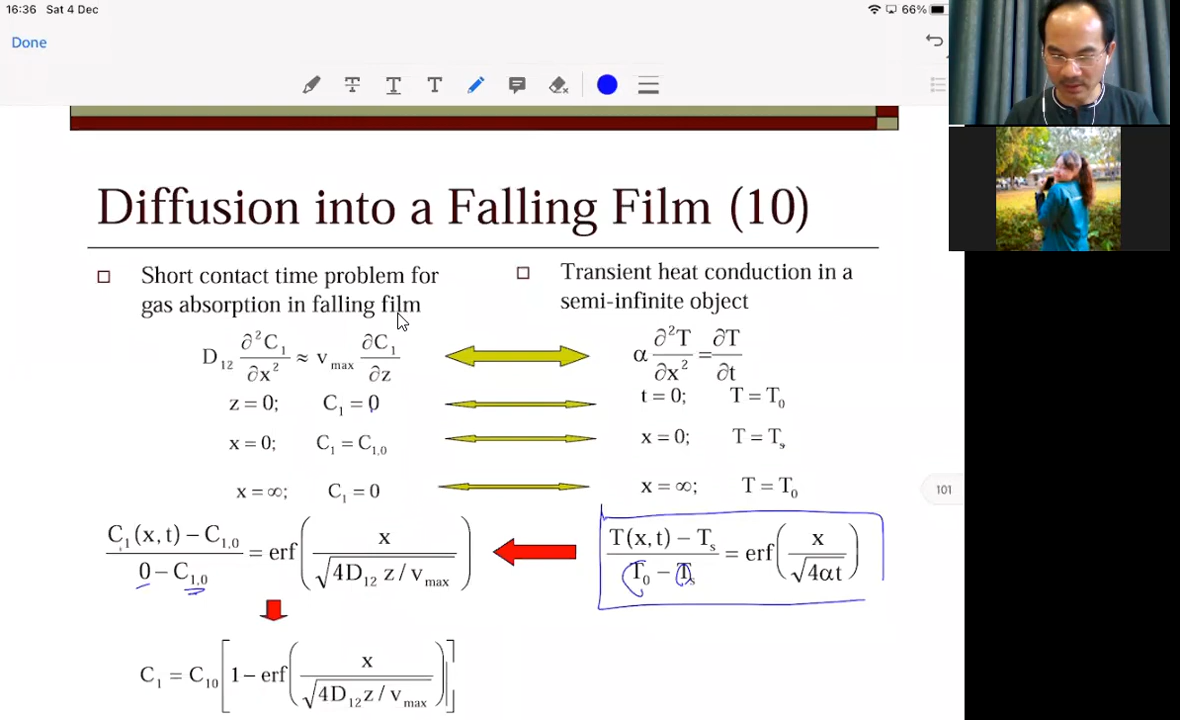 16:36 Sat 4 Dec
66%
Done
T T T
Diffusion into a Falling Film (10)
Short contact time problem for
gas absorption in falling film
D₁₂ ∂²C₁/∂x² ≈ v_max ∂C₁/∂z
z = 0; C₁ = 0
x = 0; C₁ = C₁,₀
x = ∞; C₁ = 0
(C₁(x, t) − C₁,₀)/(0 − C₁,₀) = erf(x/√(4D₁₂ z / v_max))
C₁ = C₁₀[1 − erf(x/√(4D₁₂ z / v_max))]
Transient heat conduction in a
semi-infinite object
α ∂²T/∂x² = ∂T/∂t
t = 0; T = T₀
x = 0; T = Tₛ
x = ∞; T = T₀
(T(x, t) − Tₛ)/(T₀ − Tₛ) = erf(x/√(4αt))
101